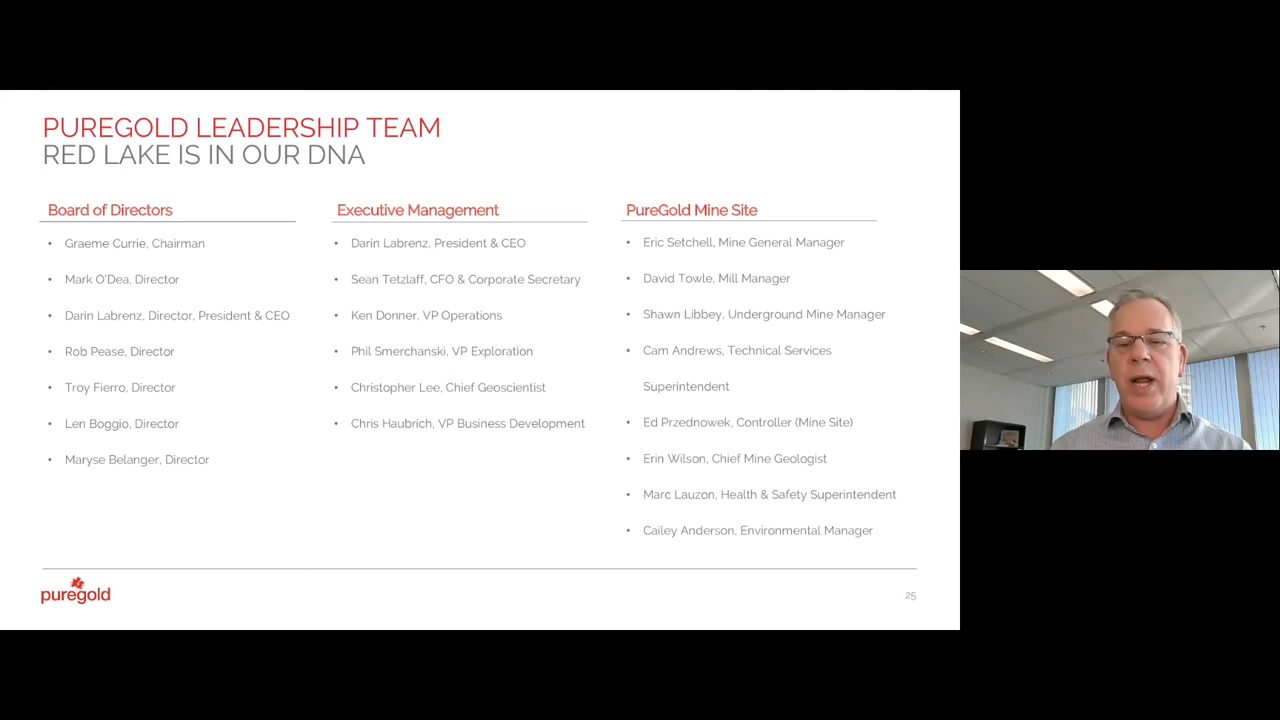 PUREGOLD LEADERSHIP TEAM
RED LAKE IS IN OUR DNA
Board of Directors
• Graeme Currie, Chairman
• Mark O'Dea, Director
• Darin Labrenz, Director, President & CEO
• Rob Pease, Director
• Troy Fierro, Director
• Len Boggio, Director
• Maryse Belanger, Director
Executive Management
• Darin Labrenz, President & CEO
• Sean Tetzlaff, CFO & Corporate Secretary
• Ken Donner, VP Operations
• Phil Smerchanski, VP Exploration
• Christopher Lee, Chief Geoscientist
• Chris Haubrich, VP Business Development
PureGold Mine Site
• Eric Setchell, Mine General Manager
• David Towle, Mill Manager
• Shawn Libbey, Underground Mine Manager
• Cam Andrews, Technical Services
Superintendent
• Ed Przednowek, Controller (Mine Site)
• Erin Wilson, Chief Mine Geologist
• Marc Lauzon, Health & Safety Superintendent
• Cailey Anderson, Environmental Manager
puregold
25